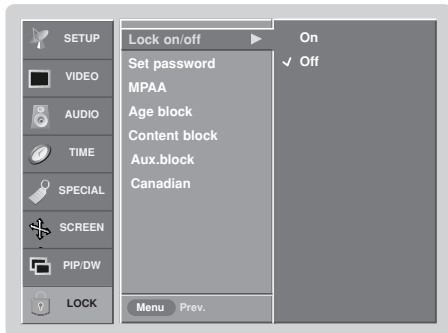 SETUP
VIDEO
AUDIO
TIME
SPECIAL
SCREEN
PIP/DW
LOCK
Lock on/off
Set password
MPAA
Age block
Content block
Aux.block
Canadian
Menu Prev.
On
Off